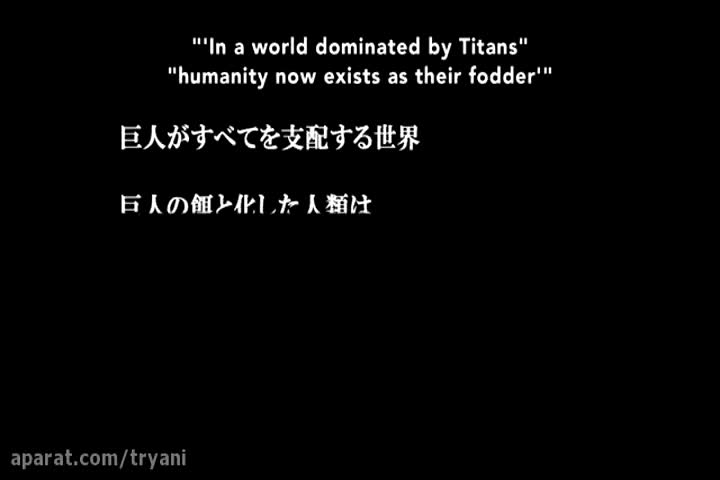 "'In a world dominated by Titans"
"humanity now exists as their fodder'"
巨人がすべてを支配する世界
巨人の餌と化した人類は
aparat.com/tryani